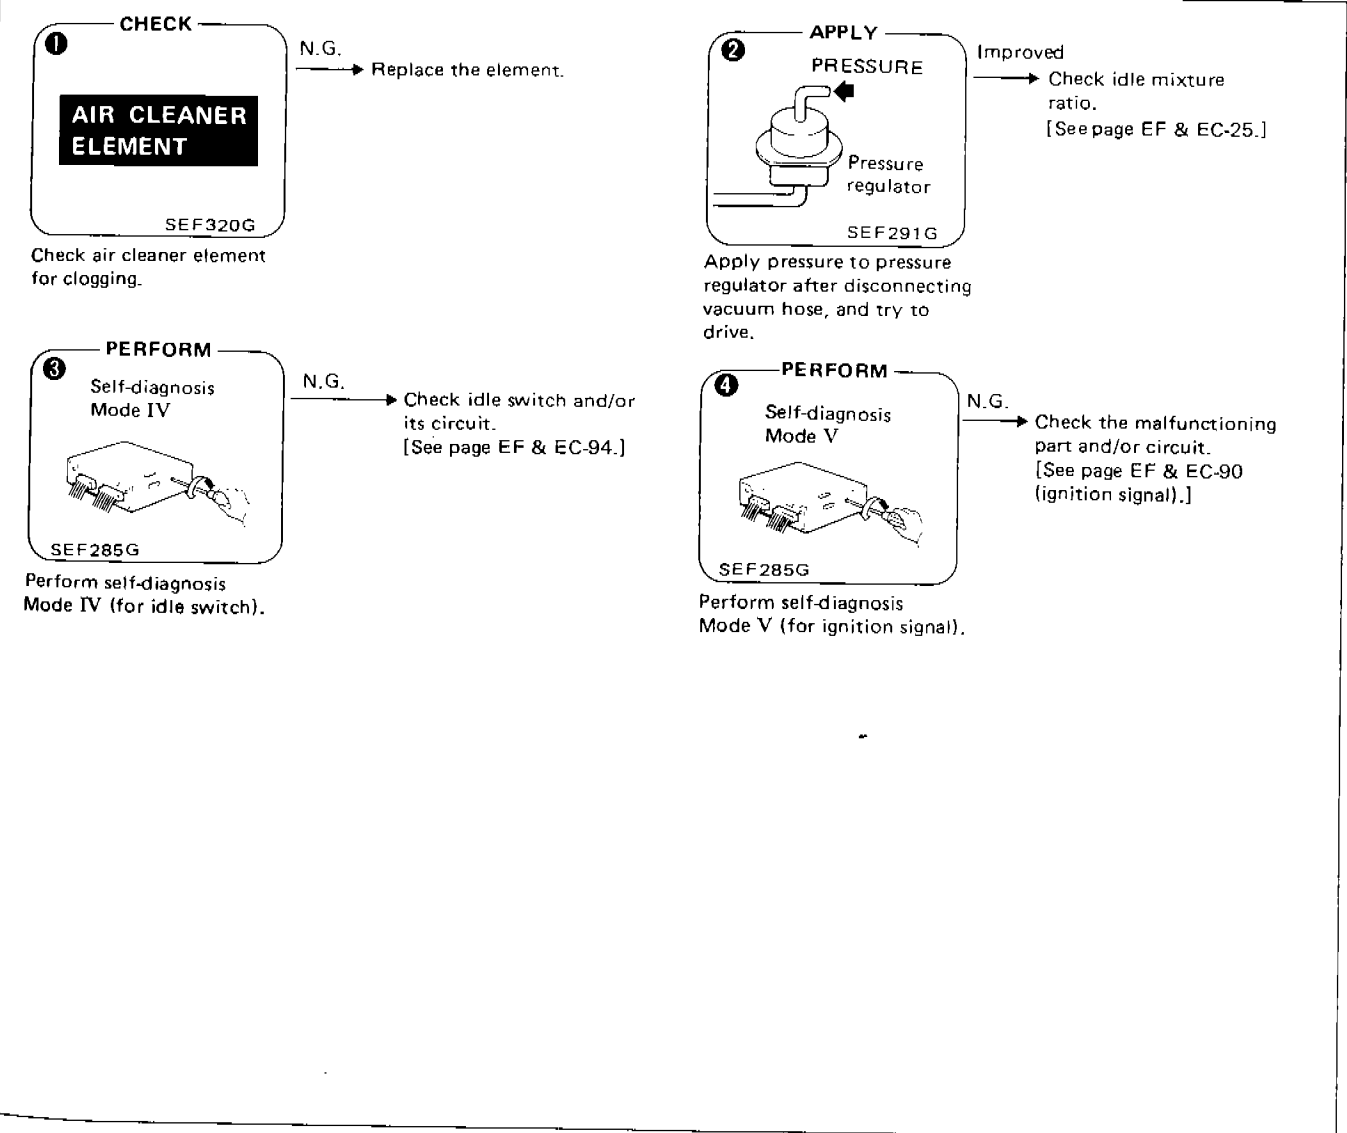 1
CHECK
AIR CLEANER
ELEMENT
SEF320G
N.G.
Replace the element.
Check air cleaner element
for clogging.
2
APPLY
PRESSURE
Pressure
regulator
SEF291G
Improved
Check idle mixture
ratio.
[See page EF & EC-25.]
Apply pressure to pressure
regulator after disconnecting
vacuum hose, and try to
drive.
3
PERFORM
Self-diagnosis
Mode IV
SEF285G
N.G.
Check idle switch and/or
its circuit.
[See page EF & EC-94.]
Perform self-diagnosis
Mode IV (for idle switch).
4
PERFORM
Self-diagnosis
Mode V
SEF285G
N.G.
Check the malfunctioning
part and/or circuit.
[See page EF & EC-90
(ignition signal).]
Perform self-diagnosis
Mode V (for ignition signal).